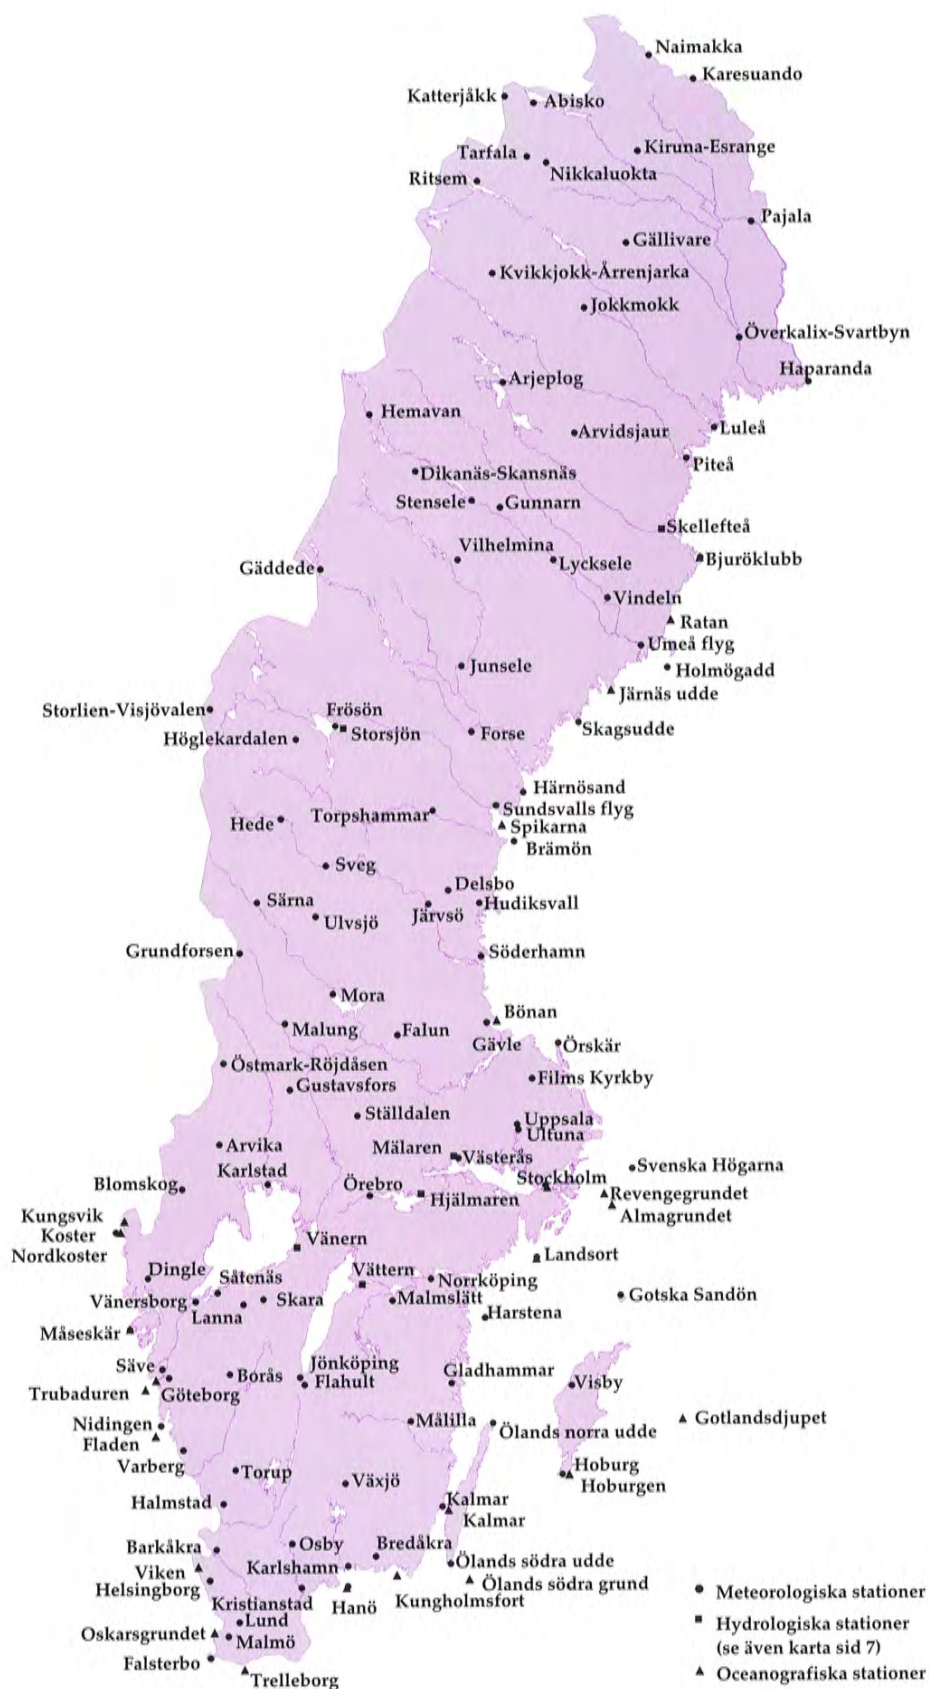 Naimakka
Karesuando
Katterjåkk
Abisko
Tarfala
Kiruna-Esrange
Nikkaluokta
Ritsem
Pajala
Gällivare
Kvikkjokk-Årrenjarka
Jokkmokk
Överkalix-Svartbyn
Haparanda
Arjeplog
Hemavan
Arvidsjaur
Luleå
Piteå
Dikanäs-Skansnäs
Stensele
Gunnarn
Skellefteå
Vilhelmina
Lycksele
Bjuröklubb
Gäddede
Vindeln
Ratan
Umeå flyg
Junsele
Holmögadd
Järnäs udde
Storlien-Visjövalen
Frösön
Storsjön
Höglekardalen
Forse
Skagsudde
Härnösand
Sundsvalls flyg
Torpshammar
Hede
Spikarna
Brämön
Sveg
Delsbo
Särna
Järvsö
Hudiksvall
Ulvsjö
Grundforsen
Söderhamn
Mora
Bönan
Malung
Falun
Gävle
Örskär
Östmark-Röjdåsen
Films Kyrkby
Gustavsfors
Ställdalen
Uppsala
Ultuna
Arvika
Mälaren
Västerås
Svenska Högarna
Karlstad
Stockholm
Blomskog
Örebro
Hjälmaren
Revengegrundet
Almagrundet
Kungsvik
Koster
Nordkoster
Vänern
Landsort
Dingle
Såtenäs
Vättern
Norrköping
Vänersborg
Skara
Malmslätt
Gotska Sandön
Lanna
Harstena
Måseskär
Säve
Borås
Jönköping
Flahult
Gladhammar
Visby
Trubaduren
Göteborg
Nidingen
Fladen
Målilla
Ölands norra udde
Gotlandsdjupet
Varberg
Torup
Växjö
Hoburg
Hoburgen
Halmstad
Kalmar
Kalmar
Barkåkra
Osby
Bredåkra
Viken
Karlshamn
Ölands södra udde
Helsingborg
Kristianstad
Hanö
Kungholmsfort
Ölands södra grund
Meteorologiska stationer
Lund
Oskarsgrundet
Malmö
Hydrologiska stationer
(se även karta sid 7)
Falsterbo
Trelleborg
Oceanografiska stationer